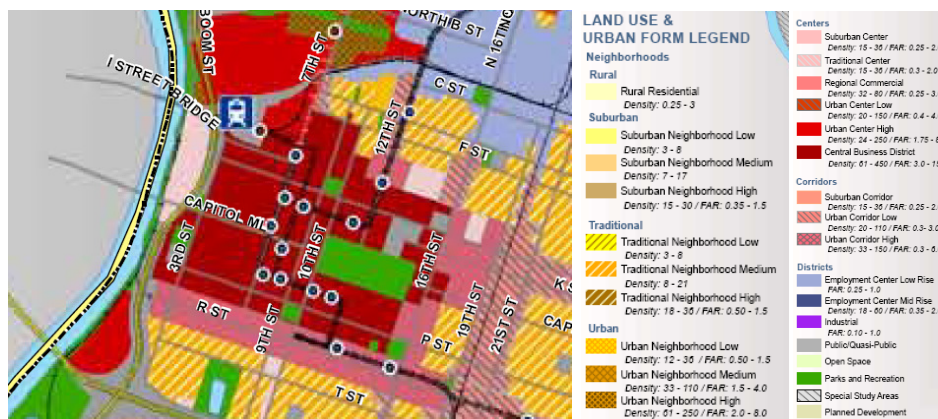 BOOM ST
NORTH B ST
N 16TH
I STREET BRIDGE
7TH ST
C ST
12TH ST
F ST
CAPITOL
3RD ST
10TH ST
16TH ST
19TH ST
21ST ST
K S
CAP
R ST
9TH ST
P ST
T ST
LAND USE &
URBAN FORM LEGEND
Neighborhoods
Rural
Rural Residential
Density: 0.25 - 3
Suburban
Suburban Neighborhood Low
Density: 3 - 8
Suburban Neighborhood Medium
Density: 7 - 17
Suburban Neighborhood High
Density: 15 - 30 / FAR: 0.35 - 1.5
Traditional
Traditional Neighborhood Low
Density: 3 - 8
Traditional Neighborhood Medium
Density: 8 - 21
Traditional Neighborhood High
Density: 18 - 36 / FAR: 0.50 - 1.5
Urban
Urban Neighborhood Low
Density: 12 - 36 / FAR: 0.50 - 1.5
Urban Neighborhood Medium
Density: 33 - 110 / FAR: 1.5 - 4.0
Urban Neighborhood High
Density: 61 - 250 / FAR: 2.0 - 8.0
Centers
Suburban Center
Density: 15 - 36 / FAR: 0.25 - 2.
Traditional Center
Density: 15 - 36 / FAR: 0.3 - 2.0
Regional Commercial
Density: 32 - 80 / FAR: 0.25 - 3.
Urban Center Low
Density: 20 - 150 / FAR: 0.4 - 4.
Urban Center High
Density: 24 - 250 / FAR: 1.75 - 8
Central Business District
Density: 61 - 450 / FAR: 3.0 - 15
Corridors
Suburban Corridor
Density: 15 - 36 / FAR: 0.25 - 2.
Urban Corridor Low
Density: 20 - 110 / FAR: 0.3 - 3.0
Urban Corridor High
Density: 33 - 150 / FAR: 0.3 - 6.
Districts
Employment Center Low Rise
FAR: 0.25 - 1.0
Employment Center Mid Rise
Density: 18 - 60 / FAR: 0.35 - 2.
Industrial
FAR: 0.10 - 1.0
Public/Quasi-Public
Open Space
Parks and Recreation
Special Study Areas
Planned Development